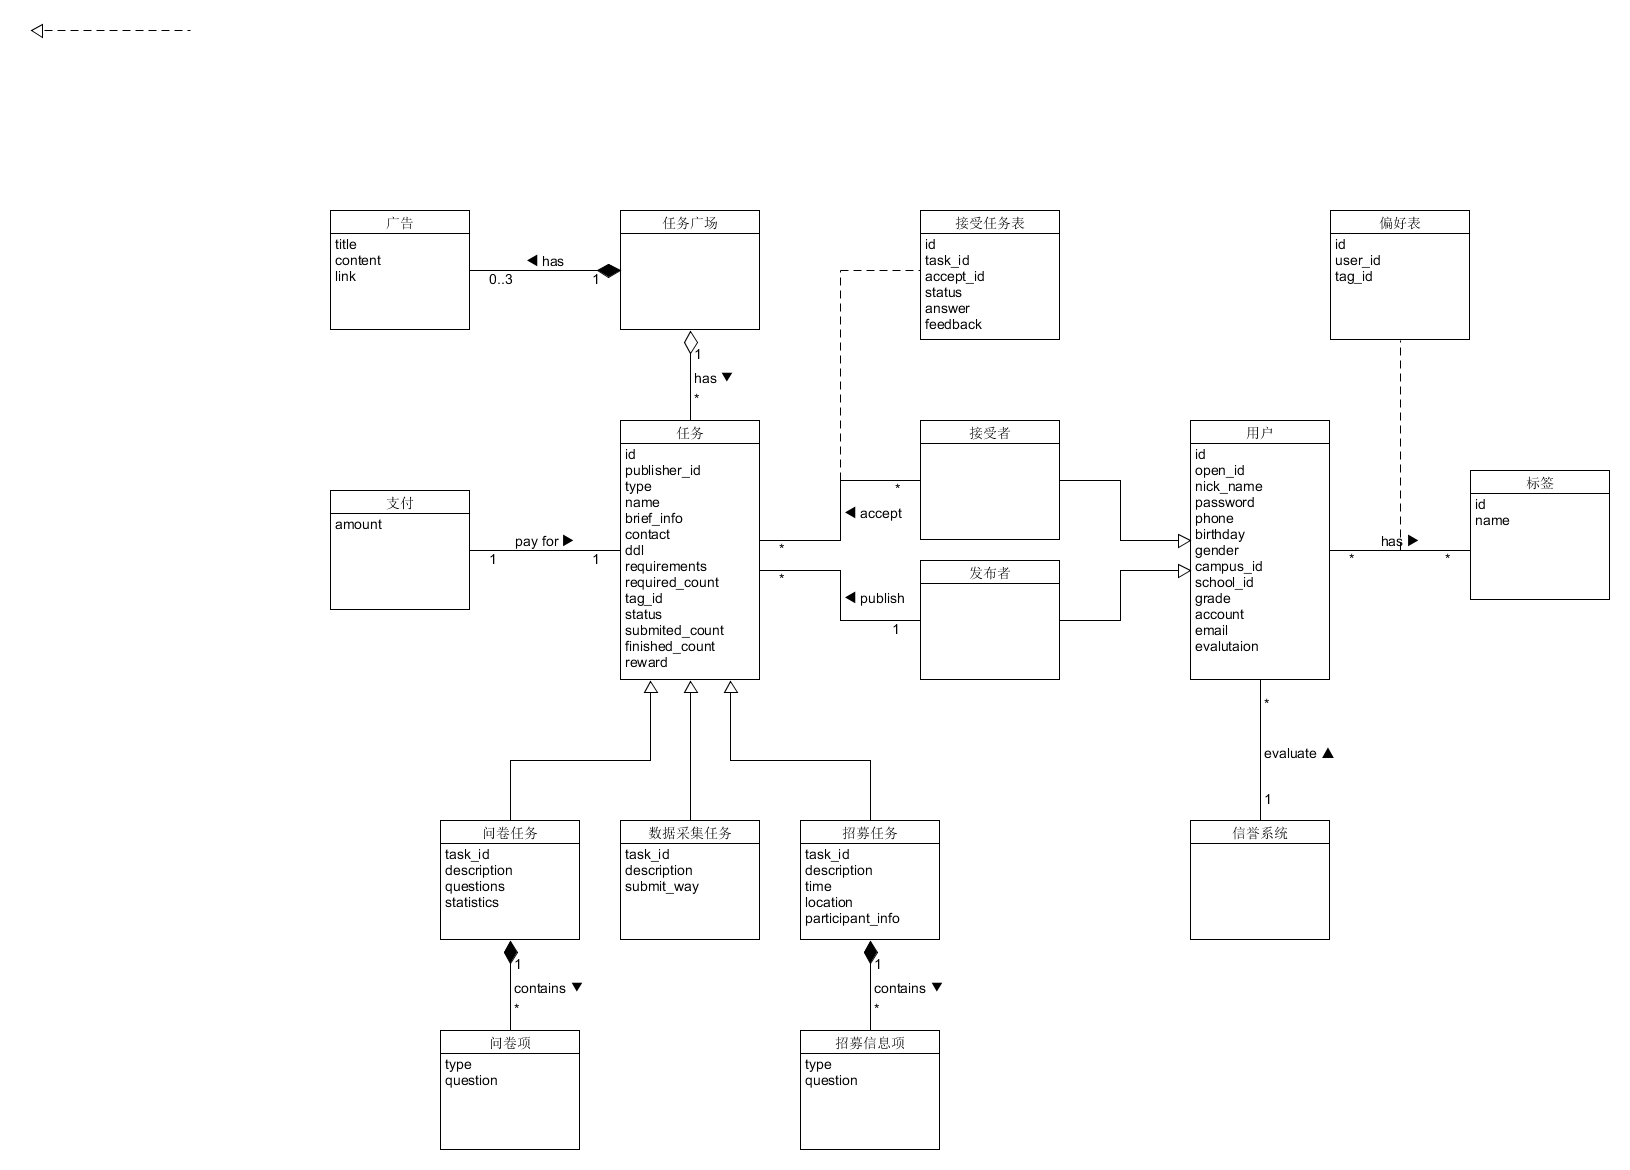 广告
title
content
link
◀ has
0..3
1
任务广场
1
has ▼
*
接受任务表
id
task_id
accept_id
status
answer
feedback
偏好表
id
user_id
tag_id
支付
amount
pay for ▶
1
1
任务
id
publisher_id
type
name
brief_info
contact
ddl
requirements
required_count
tag_id
status
submited_count
finished_count
reward
*
◀ accept
*
*
◀ publish
1
接受者
发布者
用户
id
open_id
nick_name
password
phone
birthday
gender
campus_id
school_id
grade
account
email
evalutaion
has ▶
*
*
标签
id
name
*
evaluate ▲
1
问卷任务
task_id
description
questions
statistics
数据采集任务
task_id
description
submit_way
招募任务
task_id
description
time
location
participant_info
信誉系统
1
contains ▼
*
1
contains ▼
*
问卷项
type
question
招募信息项
type
question